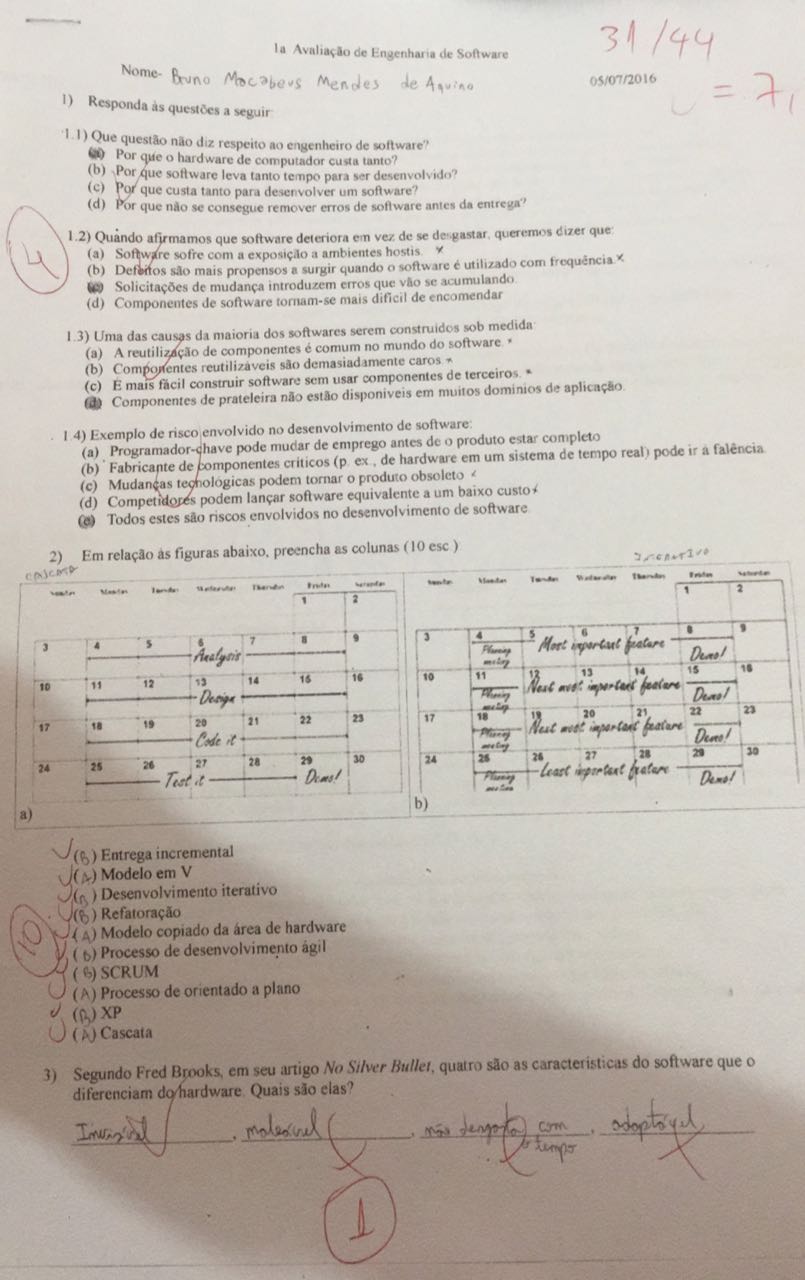 1a Avaliação de Engenharia de Software
31/44
Nome- Bruno Macabeus Mendes de Aquino
05/07/2016
= 7,
1) Responda às questões a seguir
1.1) Que questão não diz respeito ao engenheiro de software?
(a) Por que o hardware de computador custa tanto?
(b) Por que software leva tanto tempo para ser desenvolvido?
(c) Por que custa tanto para desenvolver um software?
(d) Por que não se consegue remover erros de software antes da entrega?
4
1.2) Quando afirmamos que software deteriora em vez de se desgastar, queremos dizer que:
(a) Software sofre com a exposição a ambientes hostis. x
(b) Defeitos são mais propensos a surgir quando o software é utilizado com frequência x
(c) Solicitações de mudança introduzem erros que vão se acumulando.
(d) Componentes de software tornam-se mais difícil de encomendar
1.3) Uma das causas da maioria dos softwares serem construídos sob medida:
(a) A reutilização de componentes é comum no mundo do software. x
(b) Componentes reutilizáveis são demasiadamente caros x
(c) É mais fácil construir software sem usar componentes de terceiros. x
(d) Componentes de prateleira não estão disponíveis em muitos domínios de aplicação.
1.4) Exemplo de risco envolvido no desenvolvimento de software:
(a) Programador-chave pode mudar de emprego antes de o produto estar completo
(b) Fabricante de componentes críticos (p. ex., de hardware em um sistema de tempo real) pode ir à falência.
(c) Mudanças tecnológicas podem tornar o produto obsoleto
(d) Competidores podem lançar software equivalente a um baixo custo
(e) Todos estes são riscos envolvidos no desenvolvimento de software.
2) Em relação às figuras abaixo, preencha as colunas (10 esc.)
cascata
Sunday Monday Tuesday Wednesday Thursday Friday Saturday
1 2
3 4 5 6 7 8 9
Analysis
10 11 12 13 14 15 16
Design
17 18 19 20 21 22 23
Code it
24 25 26 27 28 29 30
Test it Demo!
a)
Sunday Monday Tuesday Wednesday Thursday Friday Saturday
1 2
3 4 5 6 7 8 9
Planning meeting Most important feature Demo!
10 11 12 13 14 15 16
Planning meeting Next most important feature Demo!
17 18 19 20 21 22 23
Planning meeting Next most important feature Demo!
24 25 26 27 28 29 30
Planning meeting Least important feature Demo!
b)
(B) Entrega incremental
(A) Modelo em V
(B) Desenvolvimento iterativo
(B) Refatoração
10
(A) Modelo copiado da área de hardware
(b) Processo de desenvolvimento ágil
(B) SCRUM
(A) Processo de orientado a plano
(B) XP
(A) Cascata
3) Segundo Fred Brooks, em seu artigo No Silver Bullet, quatro são as características do software que o
diferenciam do hardware. Quais são elas?
Invisível, maleável, não desgasta com o tempo, adaptável
1